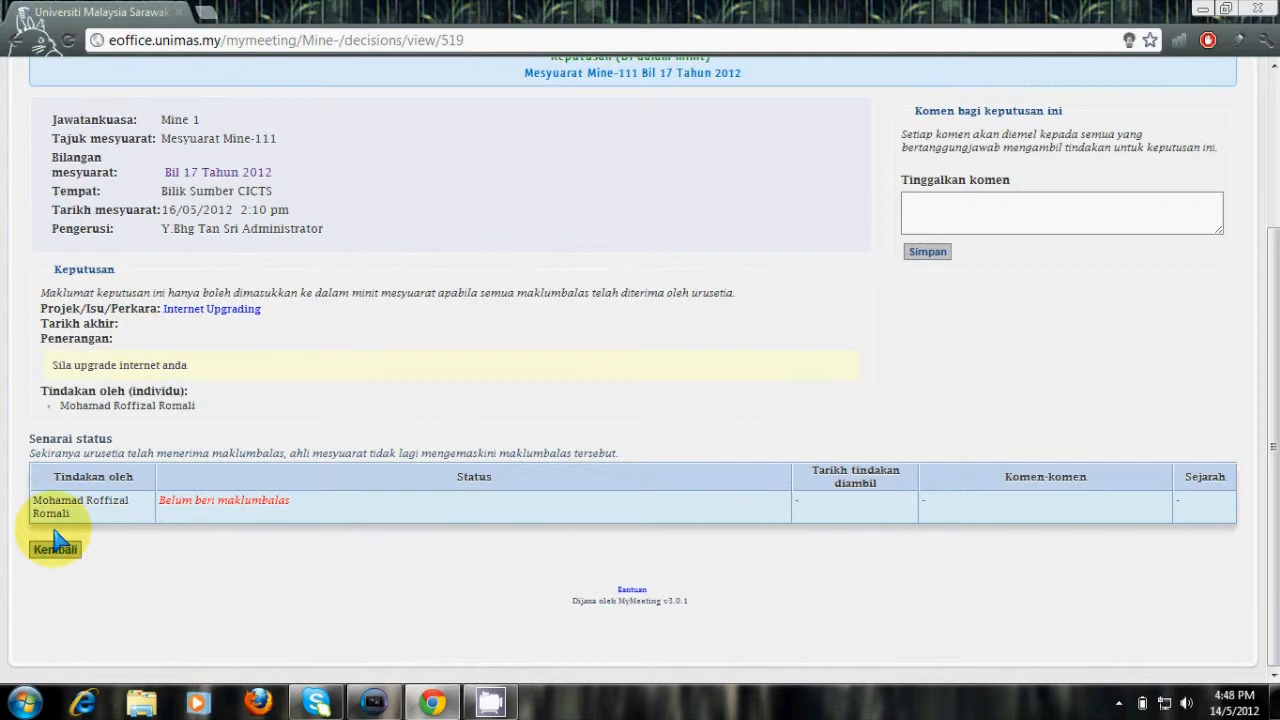 Universiti Malaysia Sarawak
eoffice.unimas.my/mymeeting/Mine-/decisions/view/519
Keputusan (Di dalam minit)
Mesyuarat Mine-111 Bil 17 Tahun 2012
Jawatankuasa: Mine 1
Tajuk mesyuarat: Mesyuarat Mine-111
Bilangan
mesyuarat: Bil 17 Tahun 2012
Tempat: Bilik Sumber CICTS
Tarikh mesyuarat: 16/05/2012 2:10 pm
Pengerusi: Y.Bhg Tan Sri Administrator
Komen bagi keputusan ini
Setiap komen akan diemel kepada semua yang
bertanggungjawab mengambil tindakan untuk keputusan ini.
Tinggalkan komen
Simpan
Keputusan
Maklumat keputusan ini hanya boleh dimasukkan ke dalam minit mesyuarat apabila semua maklumbalas telah diterima oleh urusetia.
Projek/Isu/Perkara: Internet Upgrading
Tarikh akhir:
Penerangan:
Sila upgrade internet anda
Tindakan oleh (individu):
Mohamad Roffizal Romali
Senarai status
Sekiranya urusetia telah menerima maklumbalas, ahli mesyuarat tidak lagi mengemaskini maklumbalas tersebut.
Tindakan oleh Status Tarikh tindakan diambil Komen-komen Sejarah
Mohamad Roffizal Belum beri maklumbalas - - -
Romali
Kembali
Bantuan
Dijana oleh MyMeeting v3.0.1
4:48 PM
14/5/2012